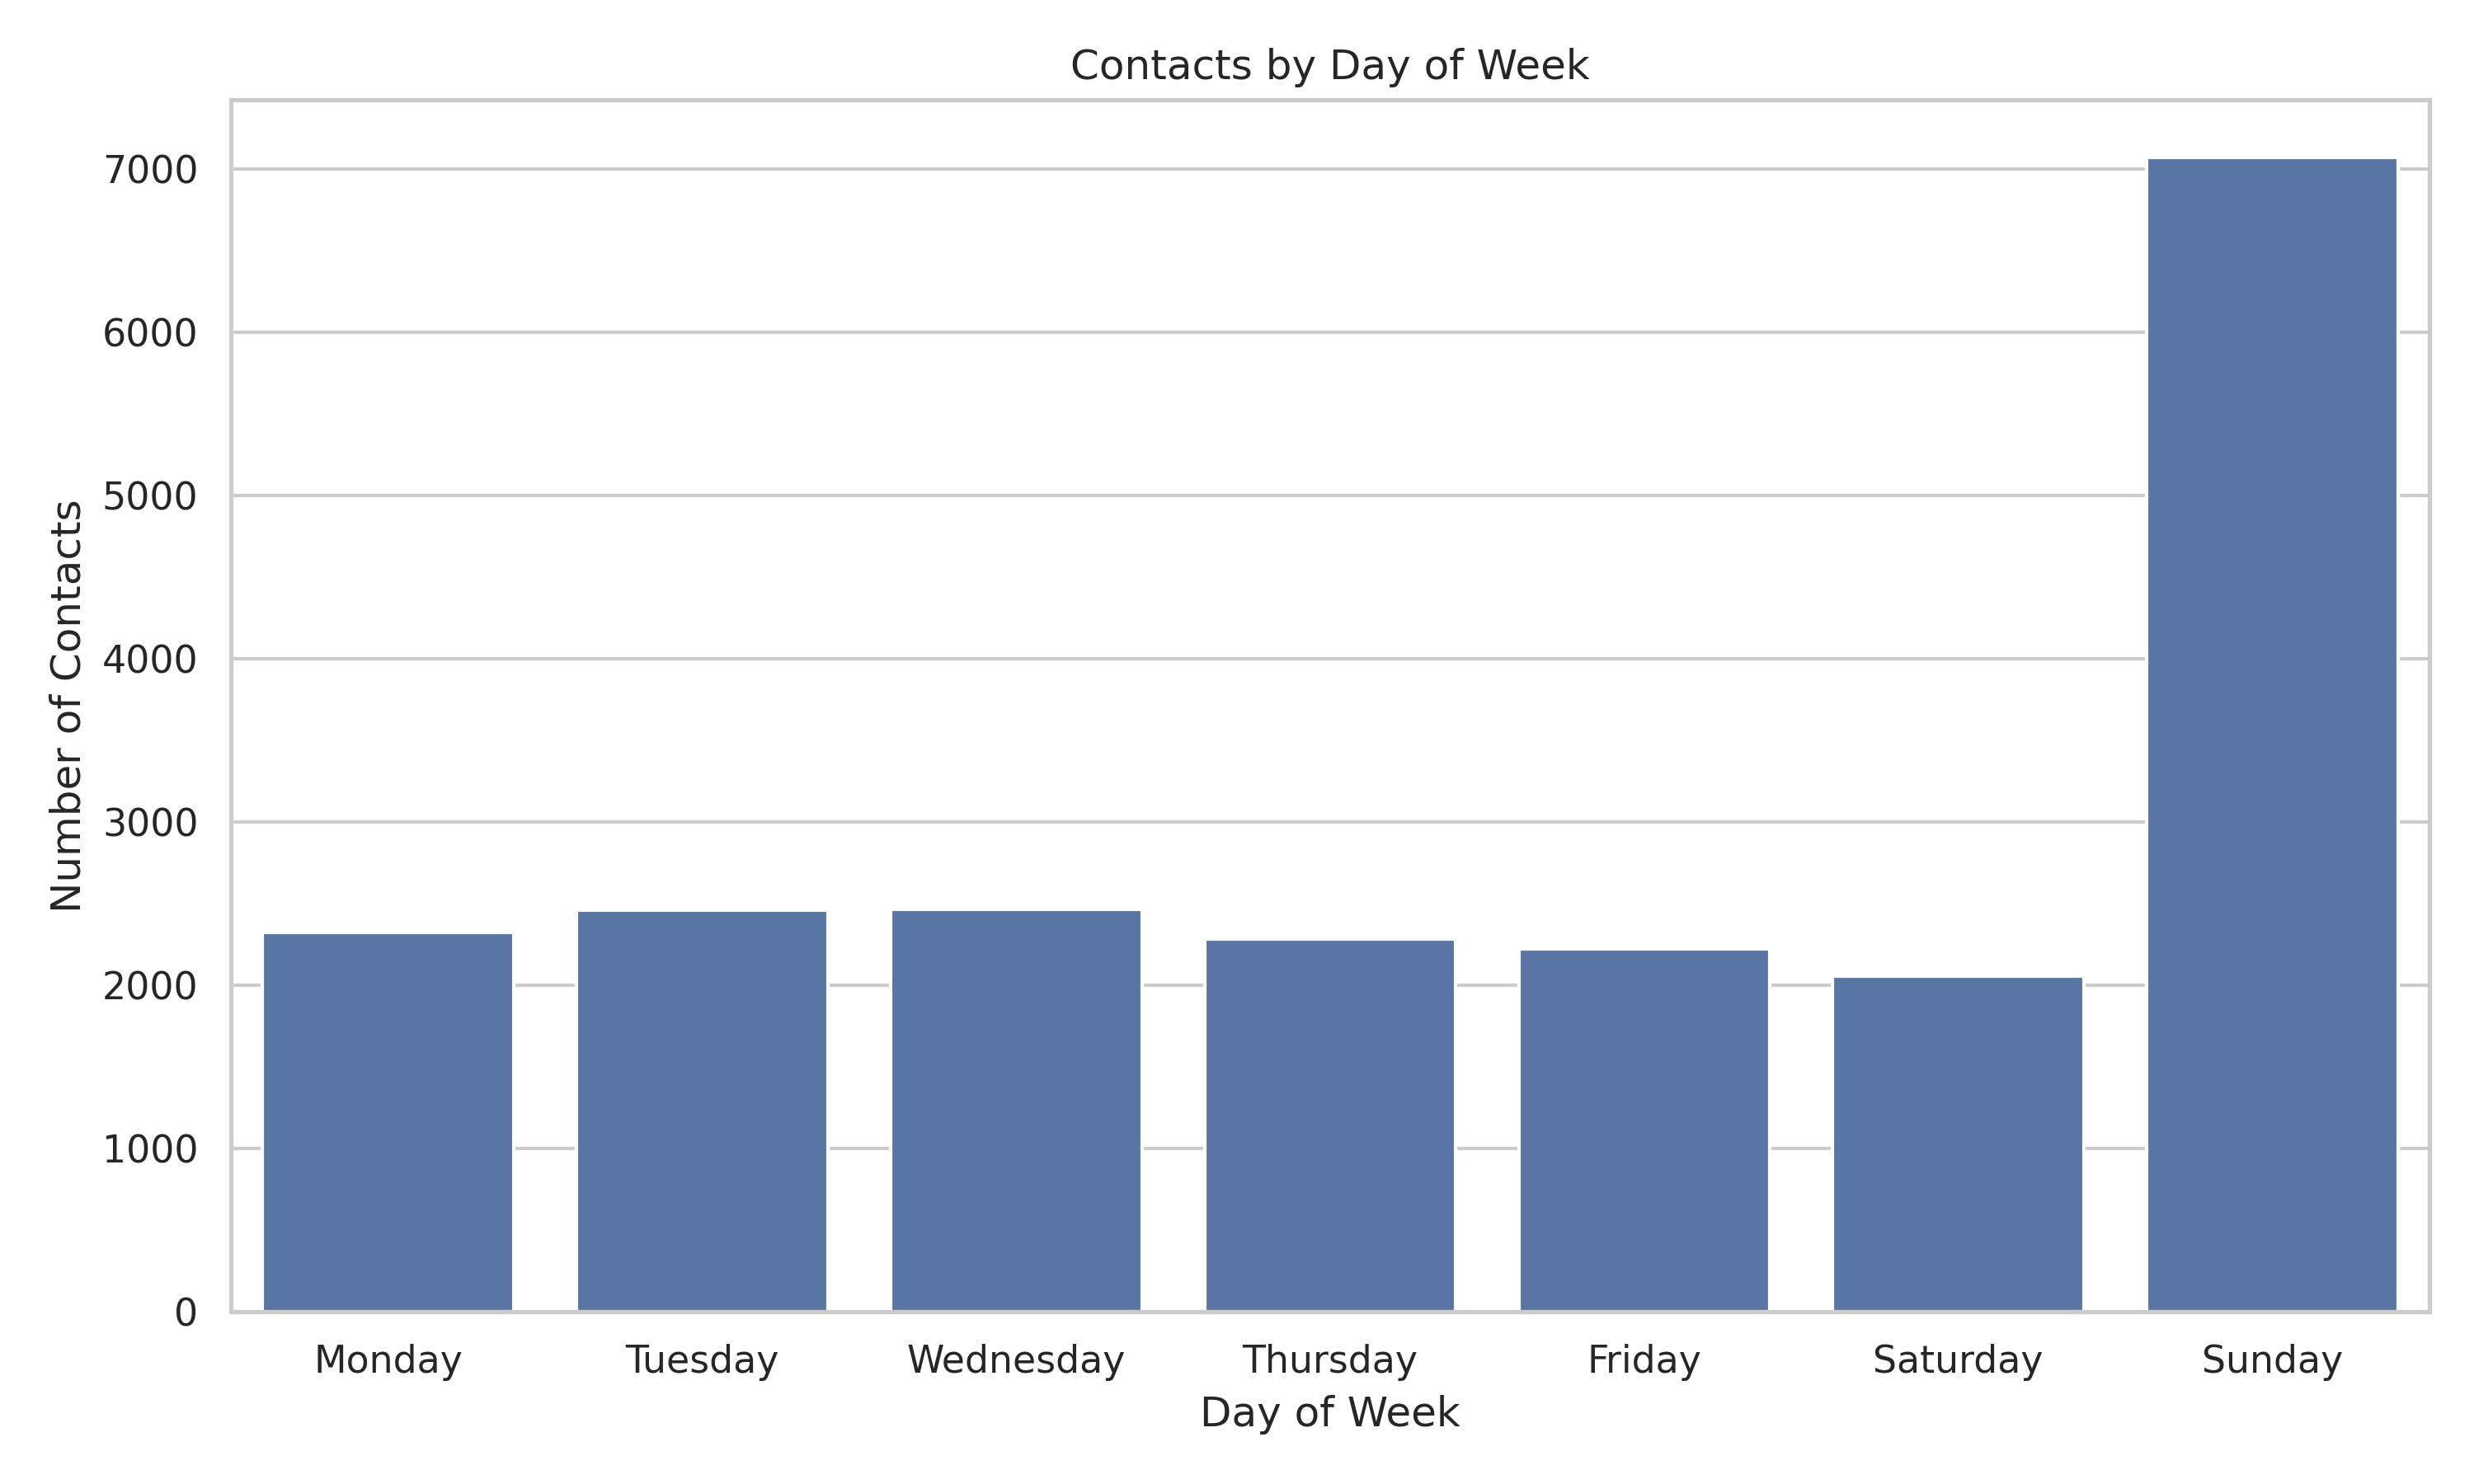 Contacts by Day of Week
Number of Contacts
7000
6000
5000
4000
3000
2000
1000
0
Monday Tuesday Wednesday Thursday Friday Saturday Sunday
Day of Week